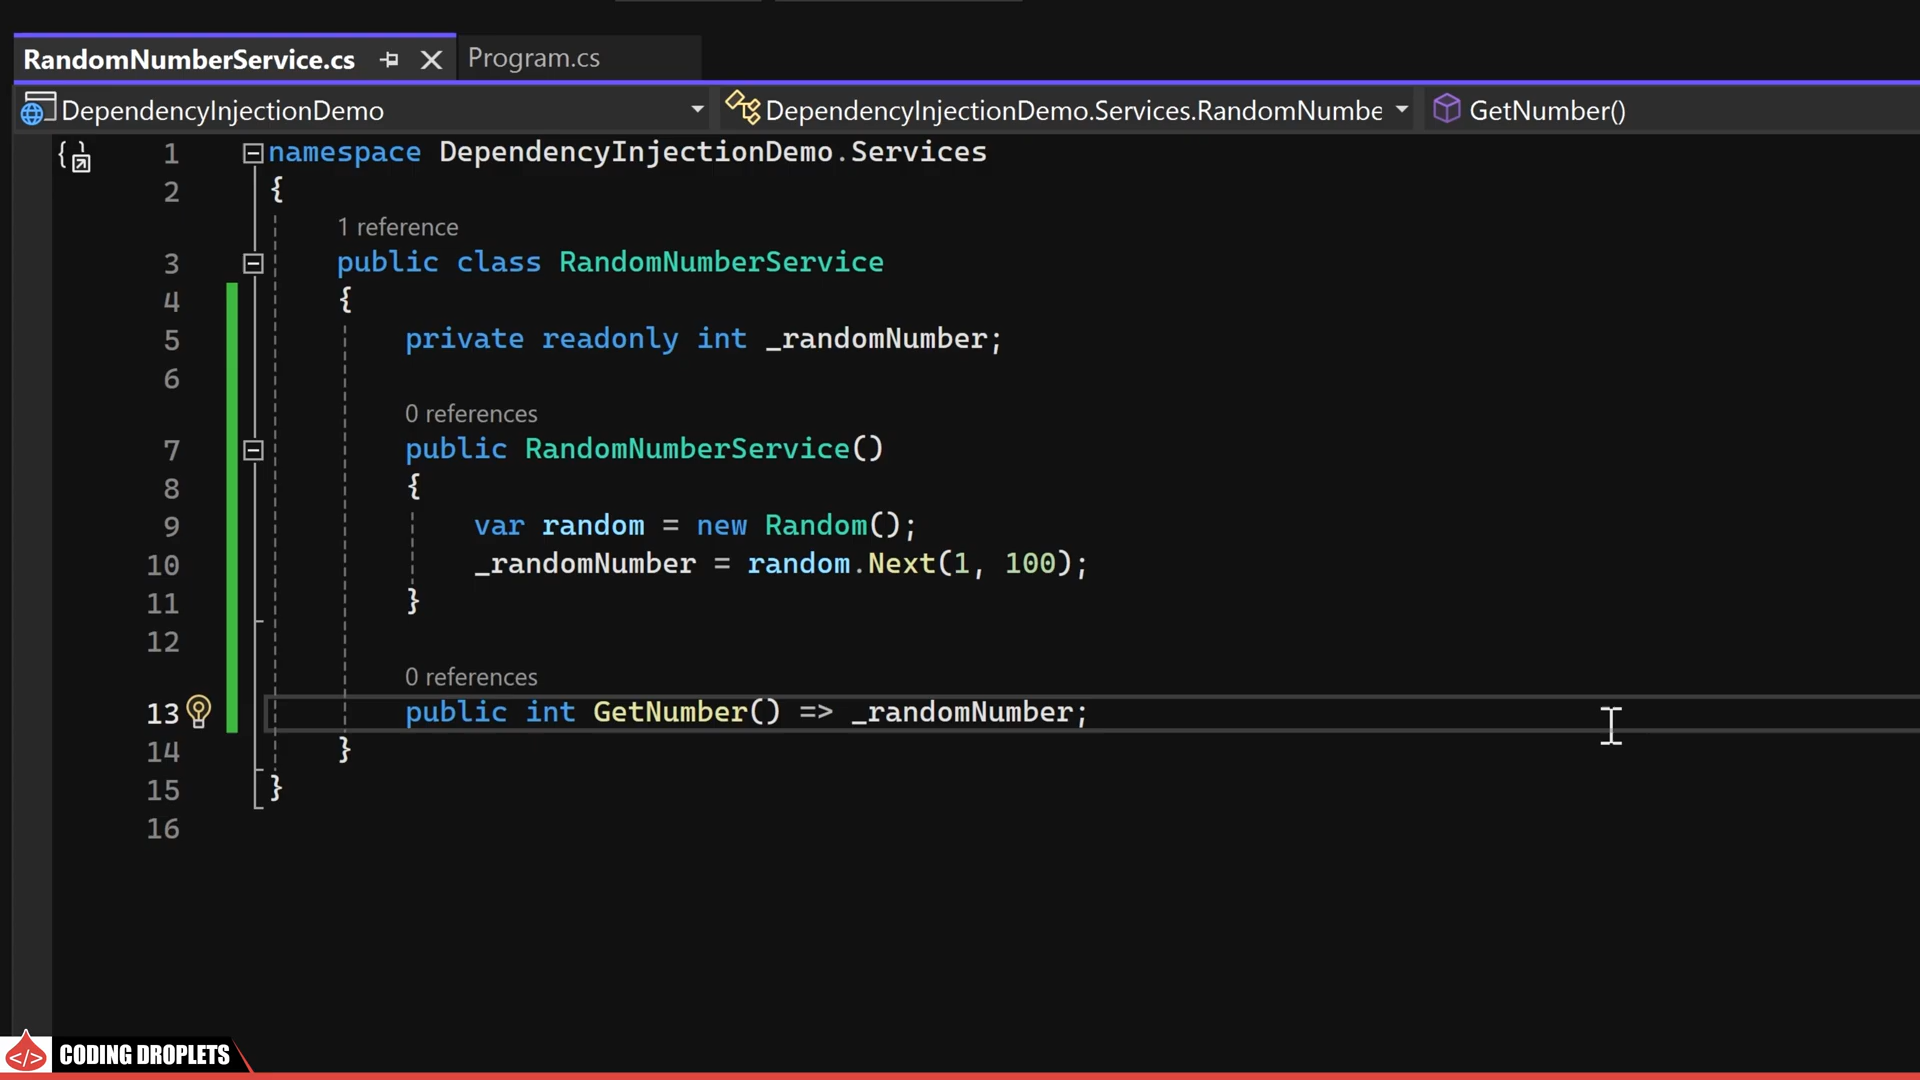 RandomNumberService.cs Program.cs
DependencyInjectionDemo DependencyInjectionDemo.Services.RandomNumbe GetNumber()
1 namespace DependencyInjectionDemo.Services
2 {
1 reference
3 public class RandomNumberService
4 {
5 private readonly int _randomNumber;
6
0 references
7 public RandomNumberService()
8 {
9 var random = new Random();
10 _randomNumber = random.Next(1, 100);
11 }
12
0 references
13 public int GetNumber() => _randomNumber;
14 }
15 }
16
CODING DROPLETS